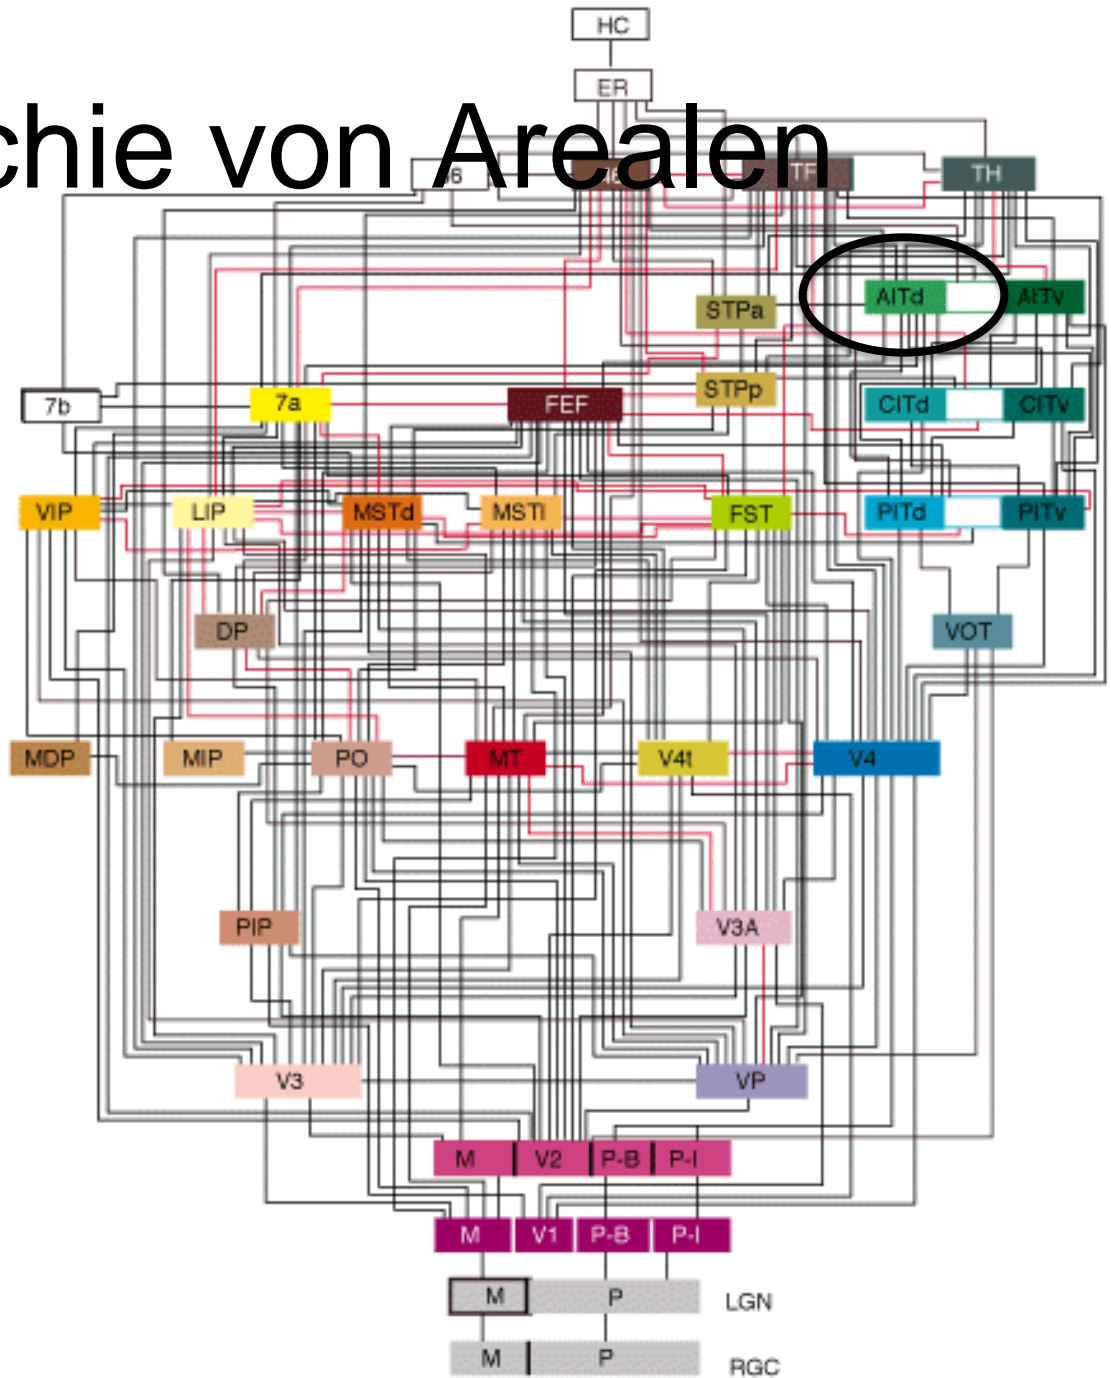 HC
ER
chie von Arealen
TF TH
AITd AITv
STPa
STPp
7b 7a FEF CITd CITv
VIP LIP MSTd MSTl FST PITd PITv
DP VOT
MDP MIP PO MT V4t V4
PIP V3A
V3 VP
M V2 P-B P-I
M V1 P-B P-I
M P LGN
M P RGC